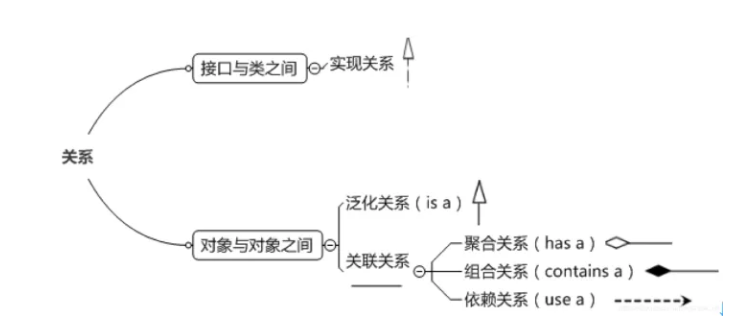 接口与类之间
实现关系
关系
泛化关系（is a）
对象与对象之间
关联关系
聚合关系（has a）
组合关系（contains a）
依赖关系（use a）